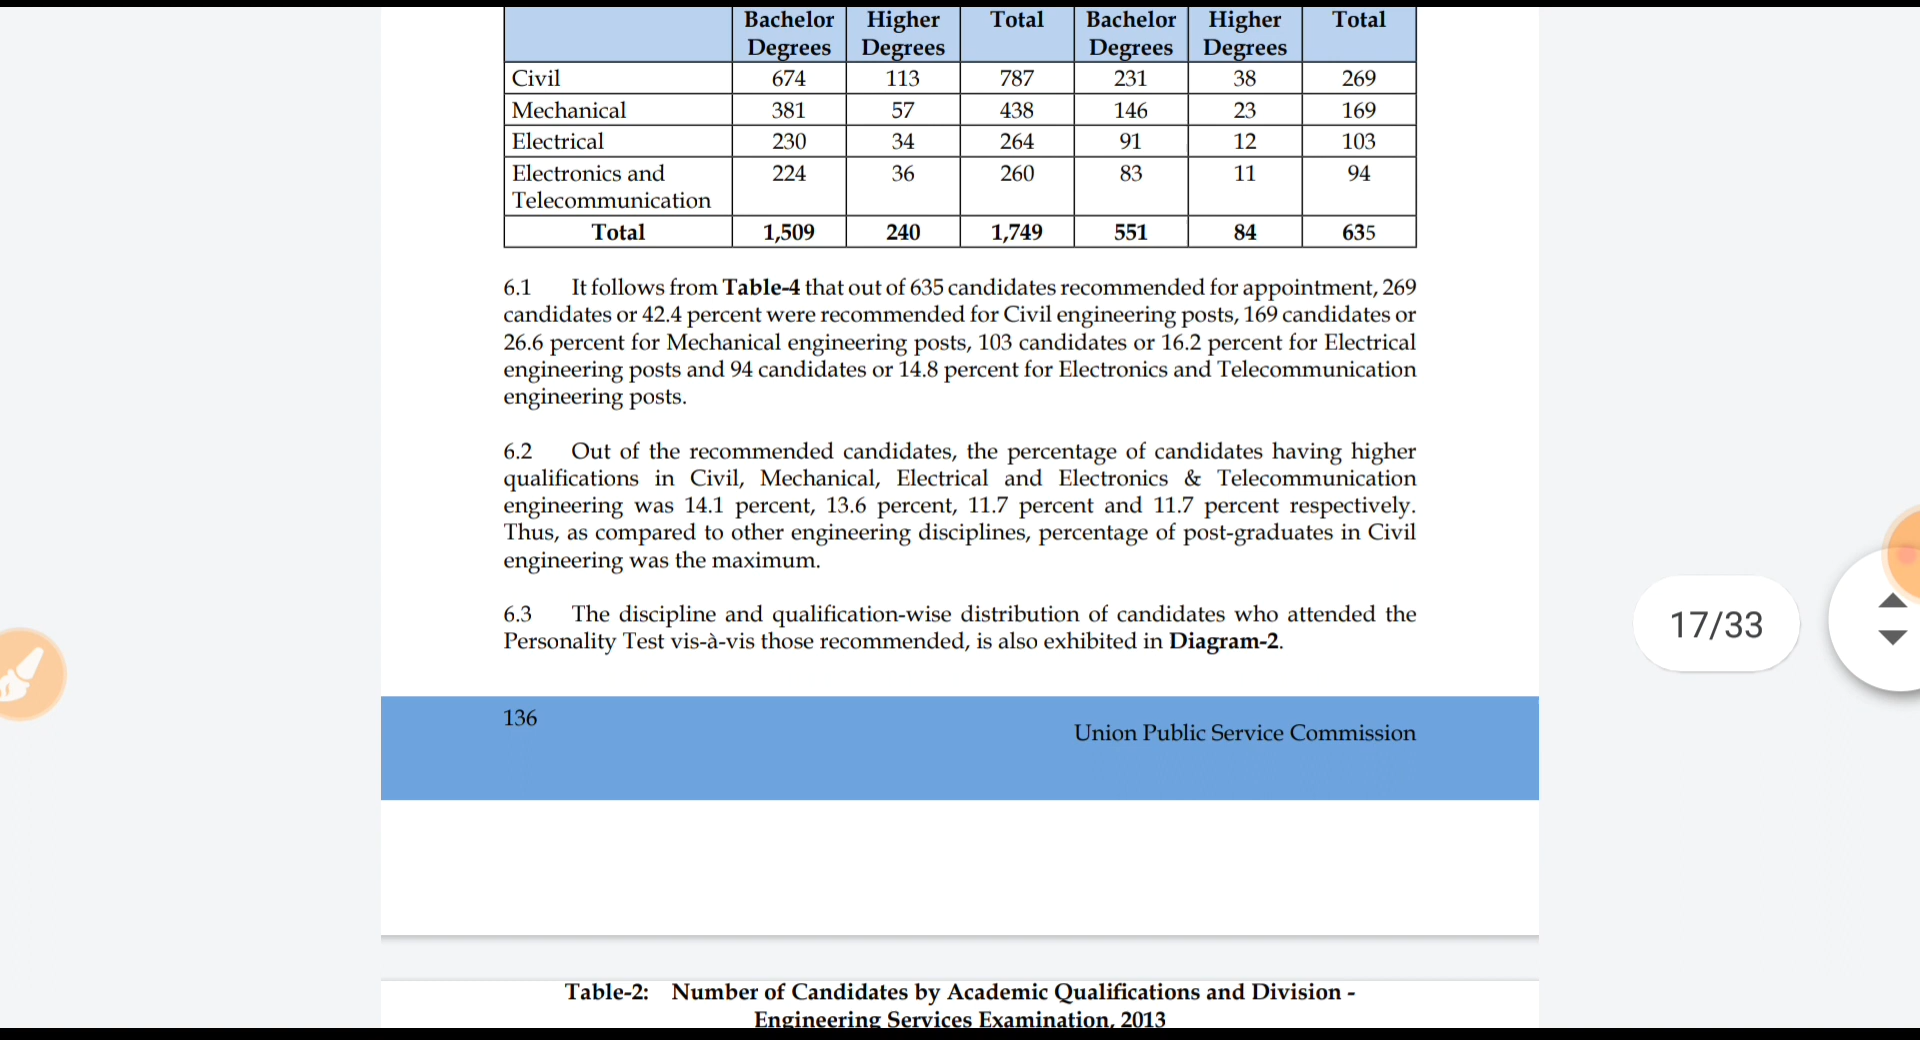 Bachelor Higher Total Bachelor Higher Total
Degrees Degrees Degrees Degrees
Civil 674 113 787 231 38 269
Mechanical 381 57 438 146 23 169
Electrical 230 34 264 91 12 103
Electronics and 224 36 260 83 11 94
Telecommunication
Total 1,509 240 1,749 551 84 635
6.1 It follows from Table-4 that out of 635 candidates recommended for appointment, 269
candidates or 42.4 percent were recommended for Civil engineering posts, 169 candidates or
26.6 percent for Mechanical engineering posts, 103 candidates or 16.2 percent for Electrical
engineering posts and 94 candidates or 14.8 percent for Electronics and Telecommunication
engineering posts.
6.2 Out of the recommended candidates, the percentage of candidates having higher
qualifications in Civil, Mechanical, Electrical and Electronics & Telecommunication
engineering was 14.1 percent, 13.6 percent, 11.7 percent and 11.7 percent respectively.
Thus, as compared to other engineering disciplines, percentage of post-graduates in Civil
engineering was the maximum.
6.3 The discipline and qualification-wise distribution of candidates who attended the
Personality Test vis-à-vis those recommended, is also exhibited in Diagram-2.
17/33
136
Union Public Service Commission
Table-2: Number of Candidates by Academic Qualifications and Division -
Engineering Services Examination, 2013